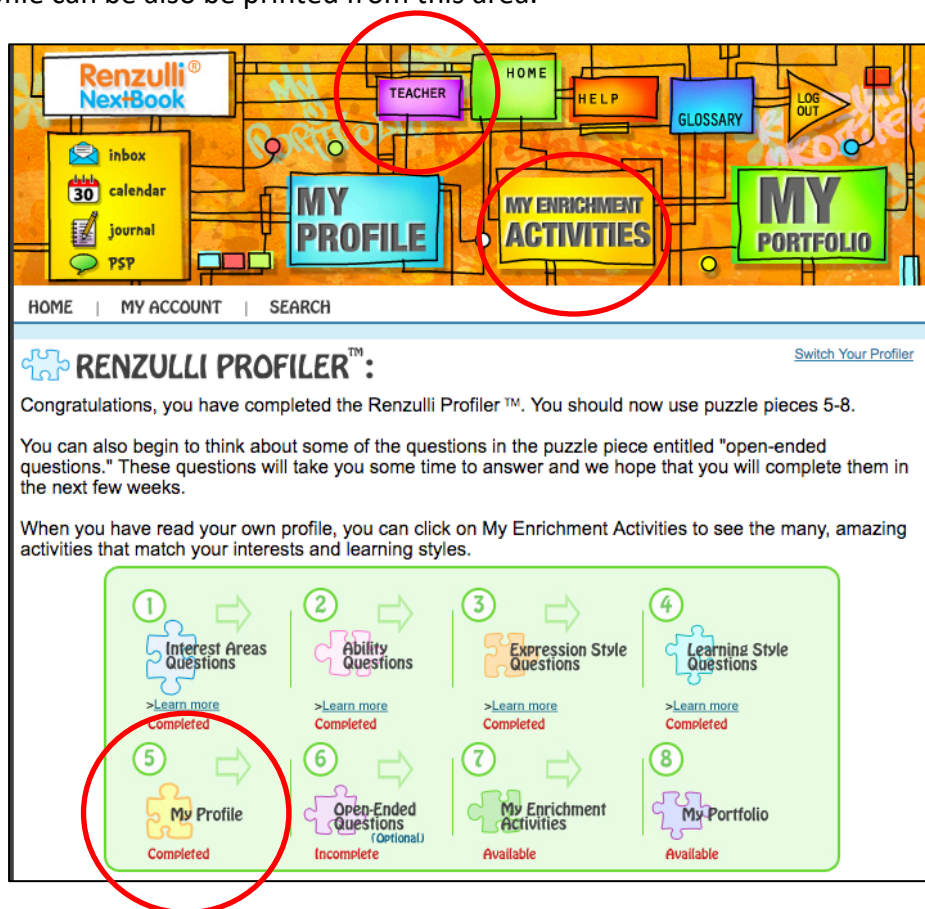 ofile can be also be printed from this area.
Renzulli®
NextBook
TEACHER
HOME
HELP
GLOSSARY
LOG
OUT
inbox
30 calendar
journal
PSP
MY
PROFILE
MY ENRICHMENT
ACTIVITIES
MY
PORTFOLIO
HOME | MY ACCOUNT | SEARCH
RENZULLI PROFILER™:
Switch Your Profiler
Congratulations, you have completed the Renzulli Profiler ™. You should now use puzzle pieces 5-8.
You can also begin to think about some of the questions in the puzzle piece entitled "open-ended
questions." These questions will take you some time to answer and we hope that you will complete them in
the next few weeks.
When you have read your own profile, you can click on My Enrichment Activities to see the many, amazing
activities that match your interests and learning styles.
1
Interest Areas
Questions
>Learn more
Completed
2
Ability
Questions
>Learn more
Completed
3
Expression Style
Questions
>Learn more
Completed
4
Learning Style
Questions
>Learn more
Completed
5
My Profile
Completed
6
Open-Ended
Questions
(Optional)
Incomplete
7
My Enrichment
Activities
Available
8
My Portfolio
Available